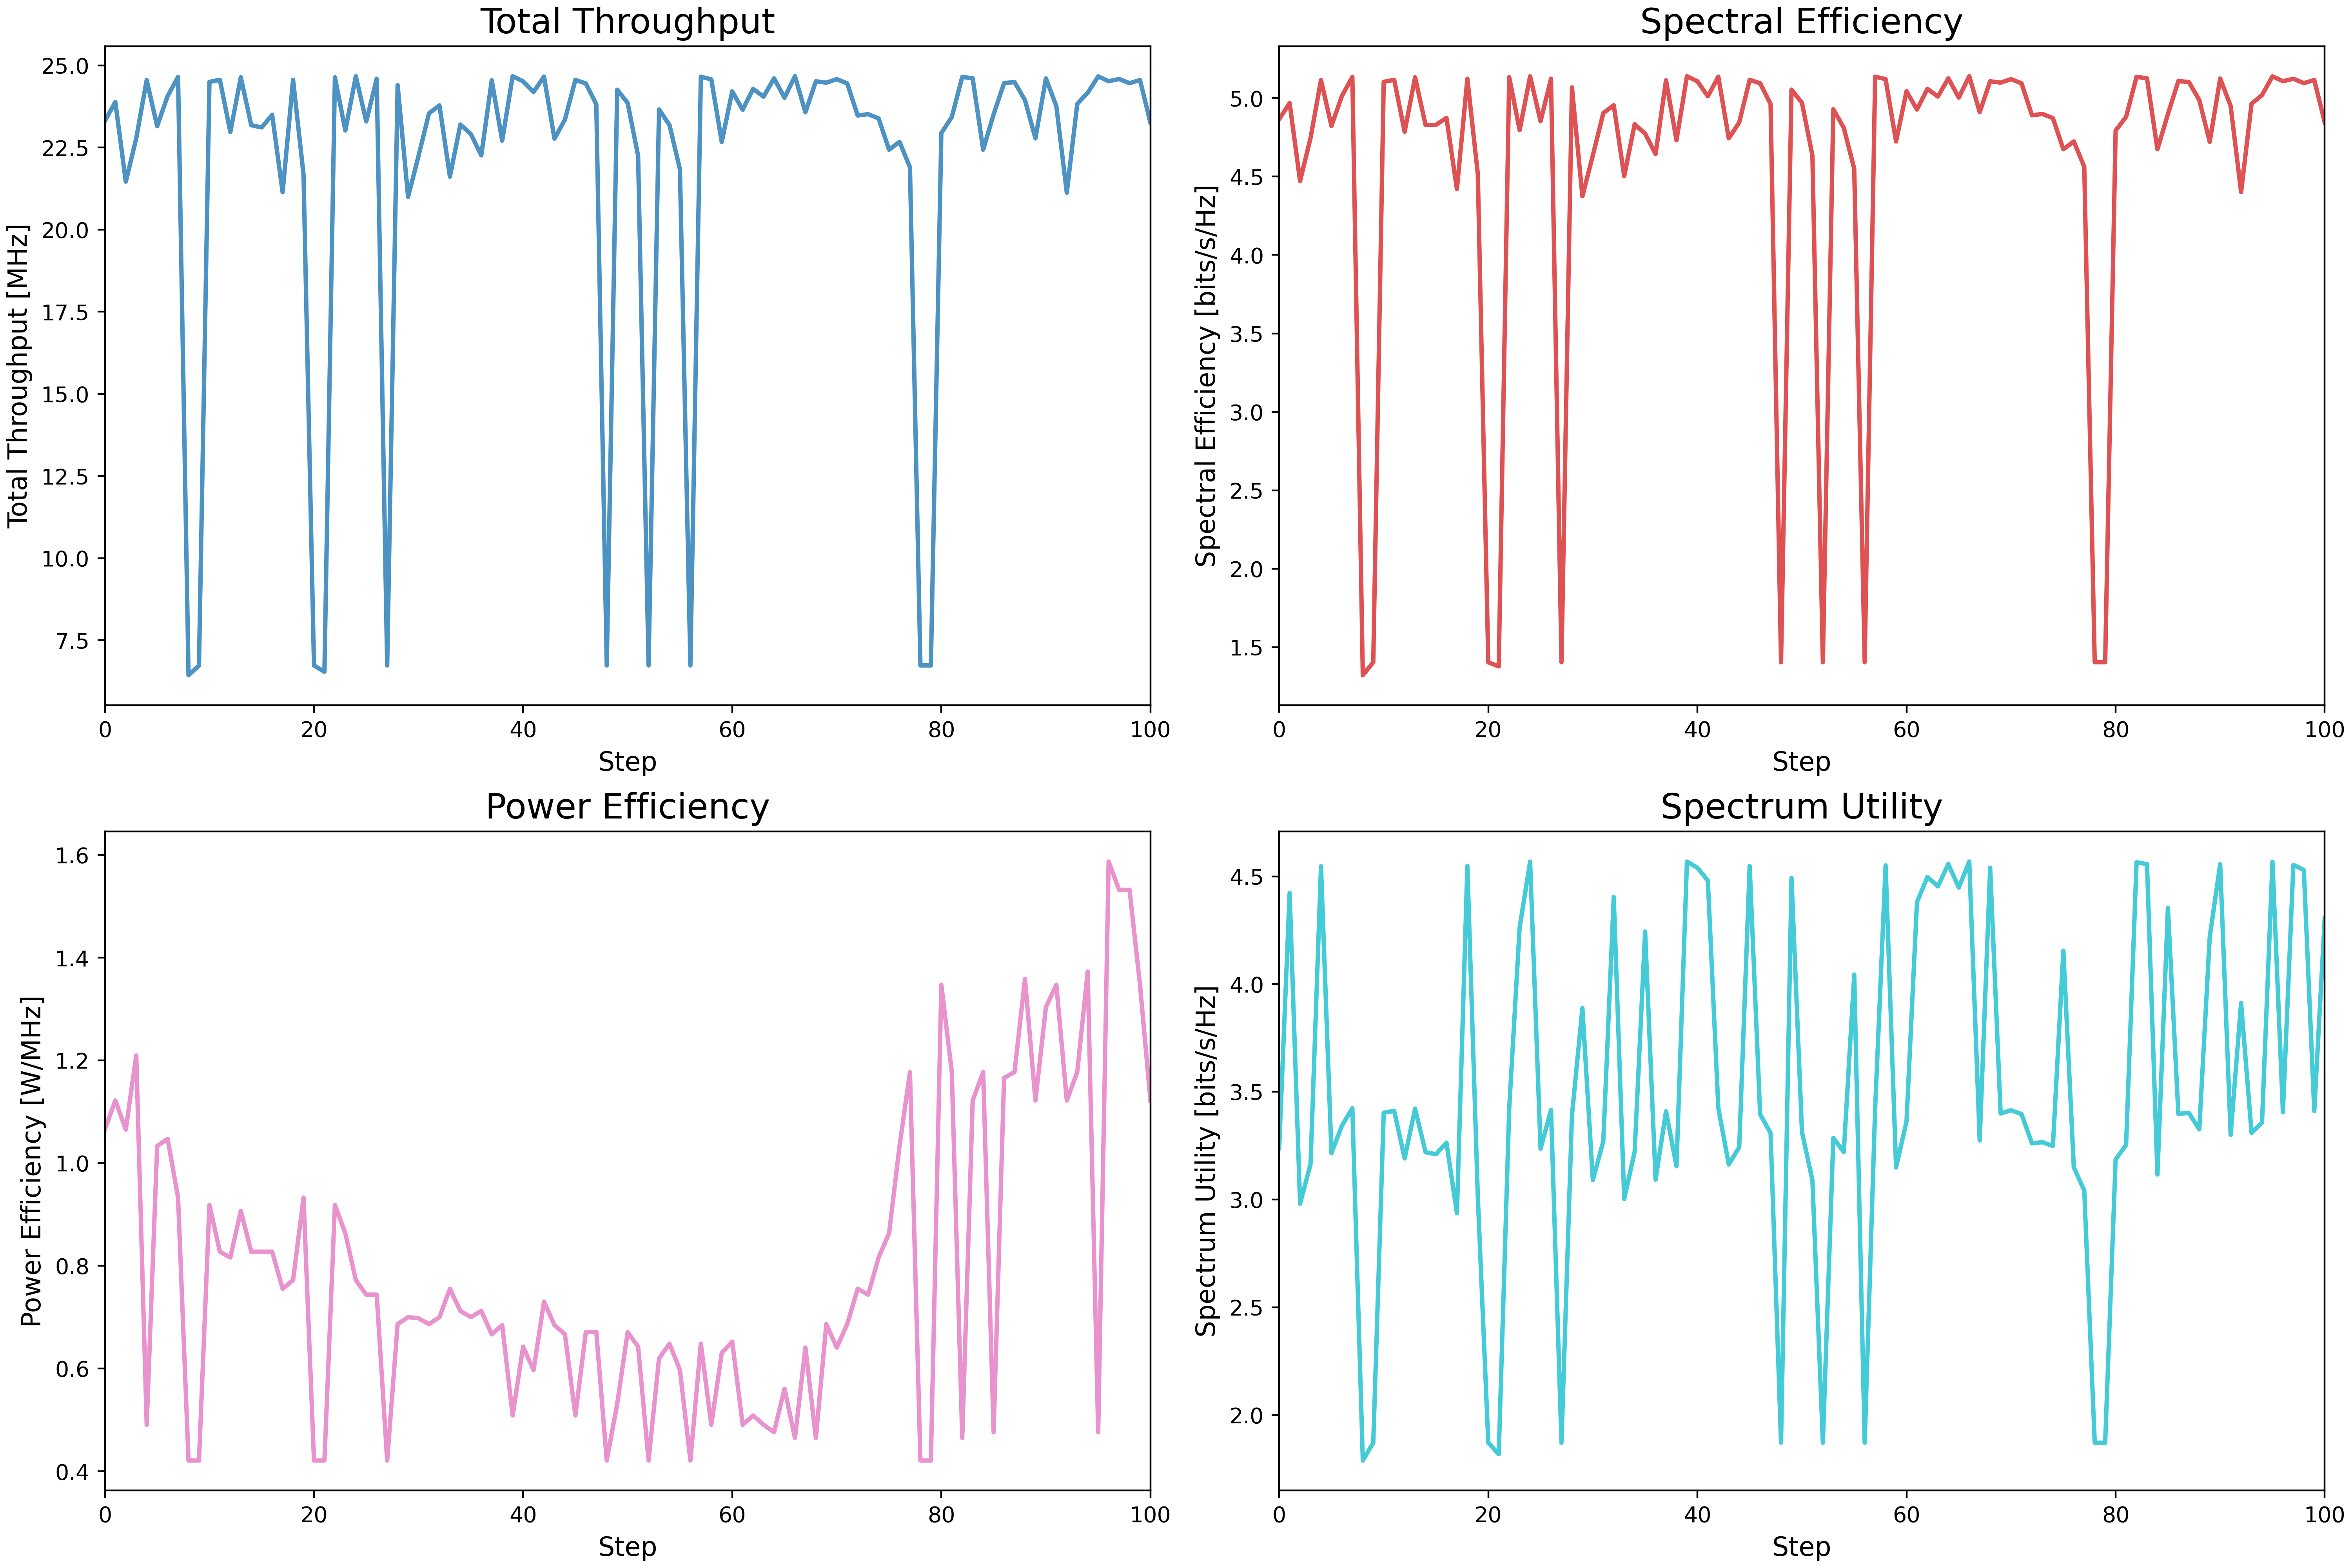 Total Throughput
Total Throughput [MHz]
25.0
22.5
20.0
17.5
15.0
12.5
10.0
7.5
0 20 40 60 80 100
Step
Spectral Efficiency
Spectral Efficiency [bits/s/Hz]
5.0
4.5
4.0
3.5
3.0
2.5
2.0
1.5
0 20 40 60 80 100
Step
Power Efficiency
Power Efficiency [W/MHz]
1.6
1.4
1.2
1.0
0.8
0.6
0.4
0 20 40 60 80 100
Step
Spectrum Utility
Spectrum Utility [bits/s/Hz]
4.5
4.0
3.5
3.0
2.5
2.0
0 20 40 60 80 100
Step